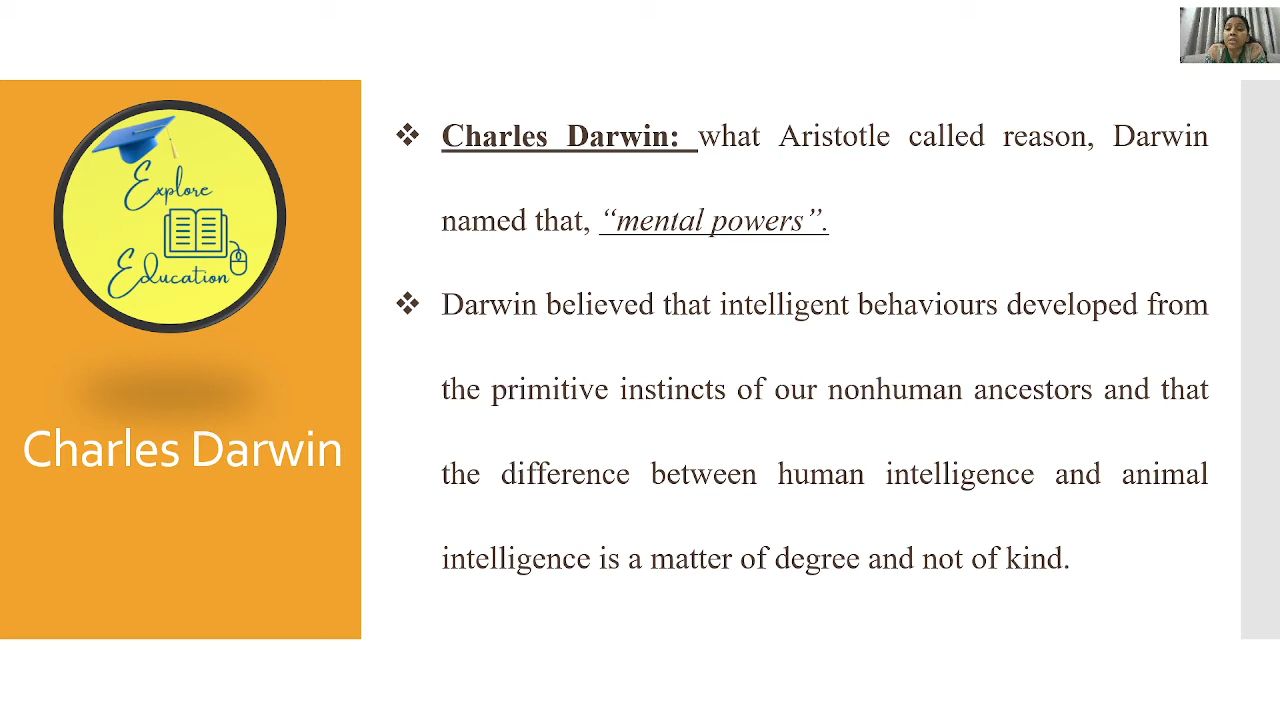 Explore
Education
Charles Darwin
❖ Charles Darwin: what Aristotle called reason, Darwin
named that, “mental powers”.
❖ Darwin believed that intelligent behaviours developed from
the primitive instincts of our nonhuman ancestors and that
the difference between human intelligence and animal
intelligence is a matter of degree and not of kind.